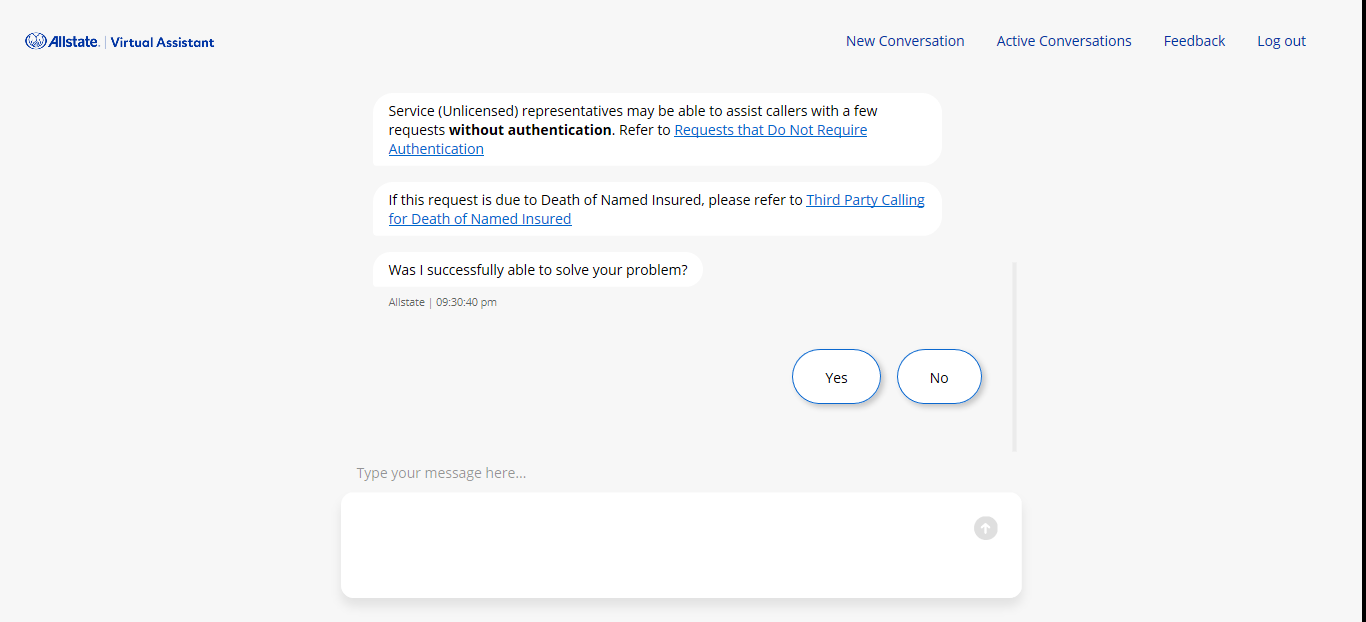 Allstate. | Virtual Assistant
New Conversation
Active Conversations
Feedback
Log out
Service (Unlicensed) representatives may be able to assist callers with a few
requests without authentication. Refer to Requests that Do Not Require
Authentication
If this request is due to Death of Named Insured, please refer to Third Party Calling
for Death of Named Insured
Was I successfully able to solve your problem?
Allstate | 09:30:40 pm
Yes
No
Type your message here...